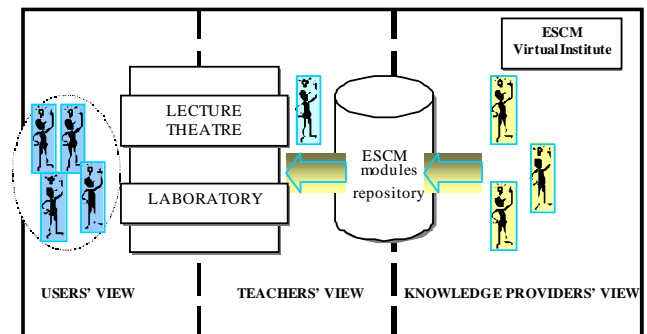 ESCM
Virtual Institute
LECTURE
THEATRE
ESCM
modules
repository
LABORATORY
USERS' VIEW
TEACHERS' VIEW
KNOWLEDGE PROVIDERS' VIEW